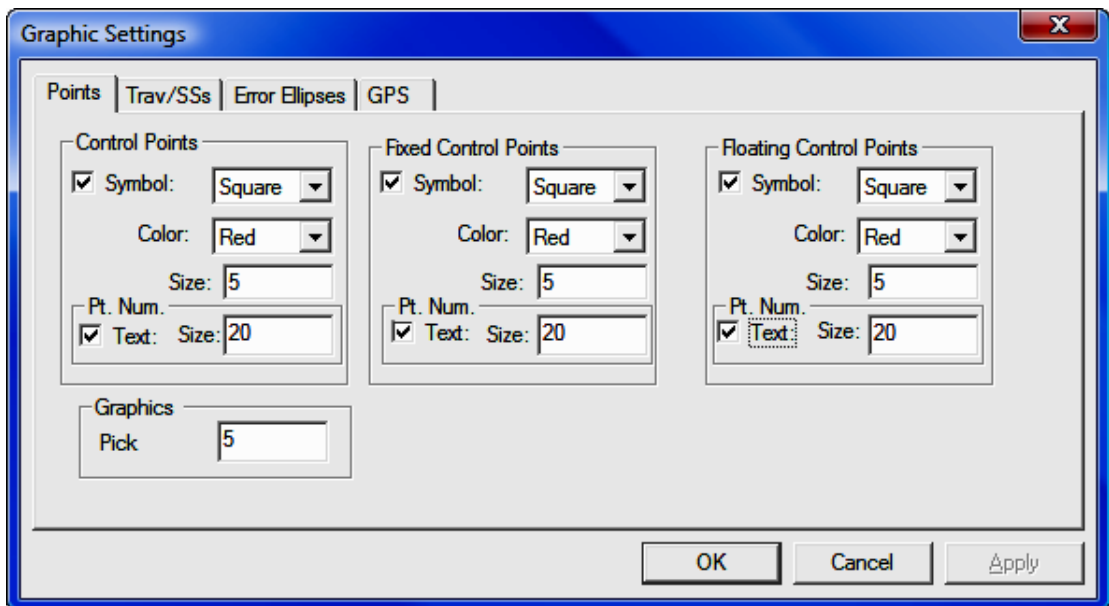 Graphic Settings
X
Points Trav/SSs Error Ellipses GPS
Control Points Fixed Control Points Floating Control Points
Symbol: Square Symbol: Square Symbol: Square
Color: Red Color: Red Color: Red
Size: 5 Size: 5 Size: 5
Pt. Num. Pt. Num. Pt. Num.
Text: Size: 20 Text: Size: 20 Text: Size: 20
Graphics
Pick 5
OK Cancel Apply